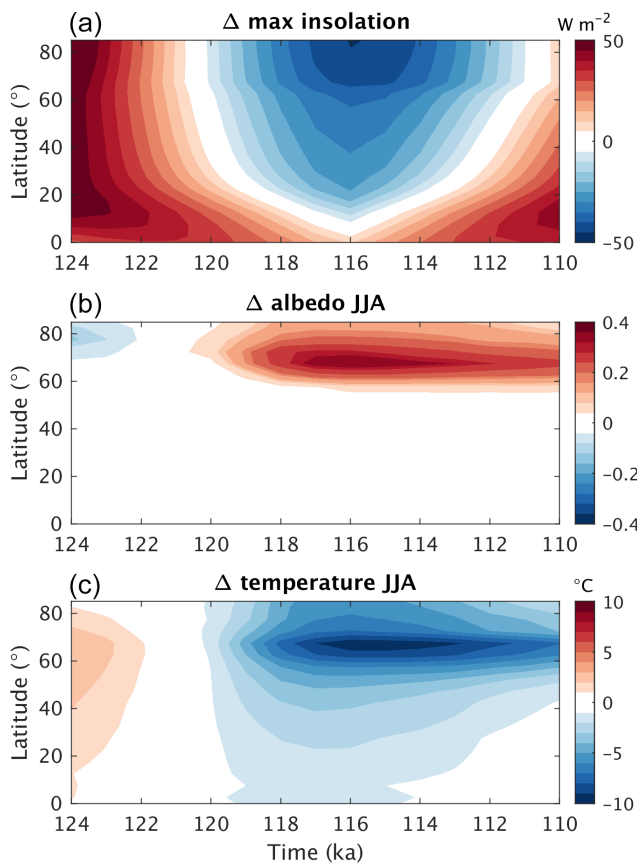 (a) Δ max insolation W m⁻²
Latitude (°)
80
60
40
20
0
124 122 120 118 116 114 112 110
50
0
−50
(b) Δ albedo JJA
Latitude (°)
80
60
40
20
0
124 122 120 118 116 114 112 110
0.4
0.2
0
−0.2
−0.4
(c) Δ temperature JJA °C
Latitude (°)
80
60
40
20
0
124 122 120 118 116 114 112 110
10
5
0
−5
−10
Time (ka)